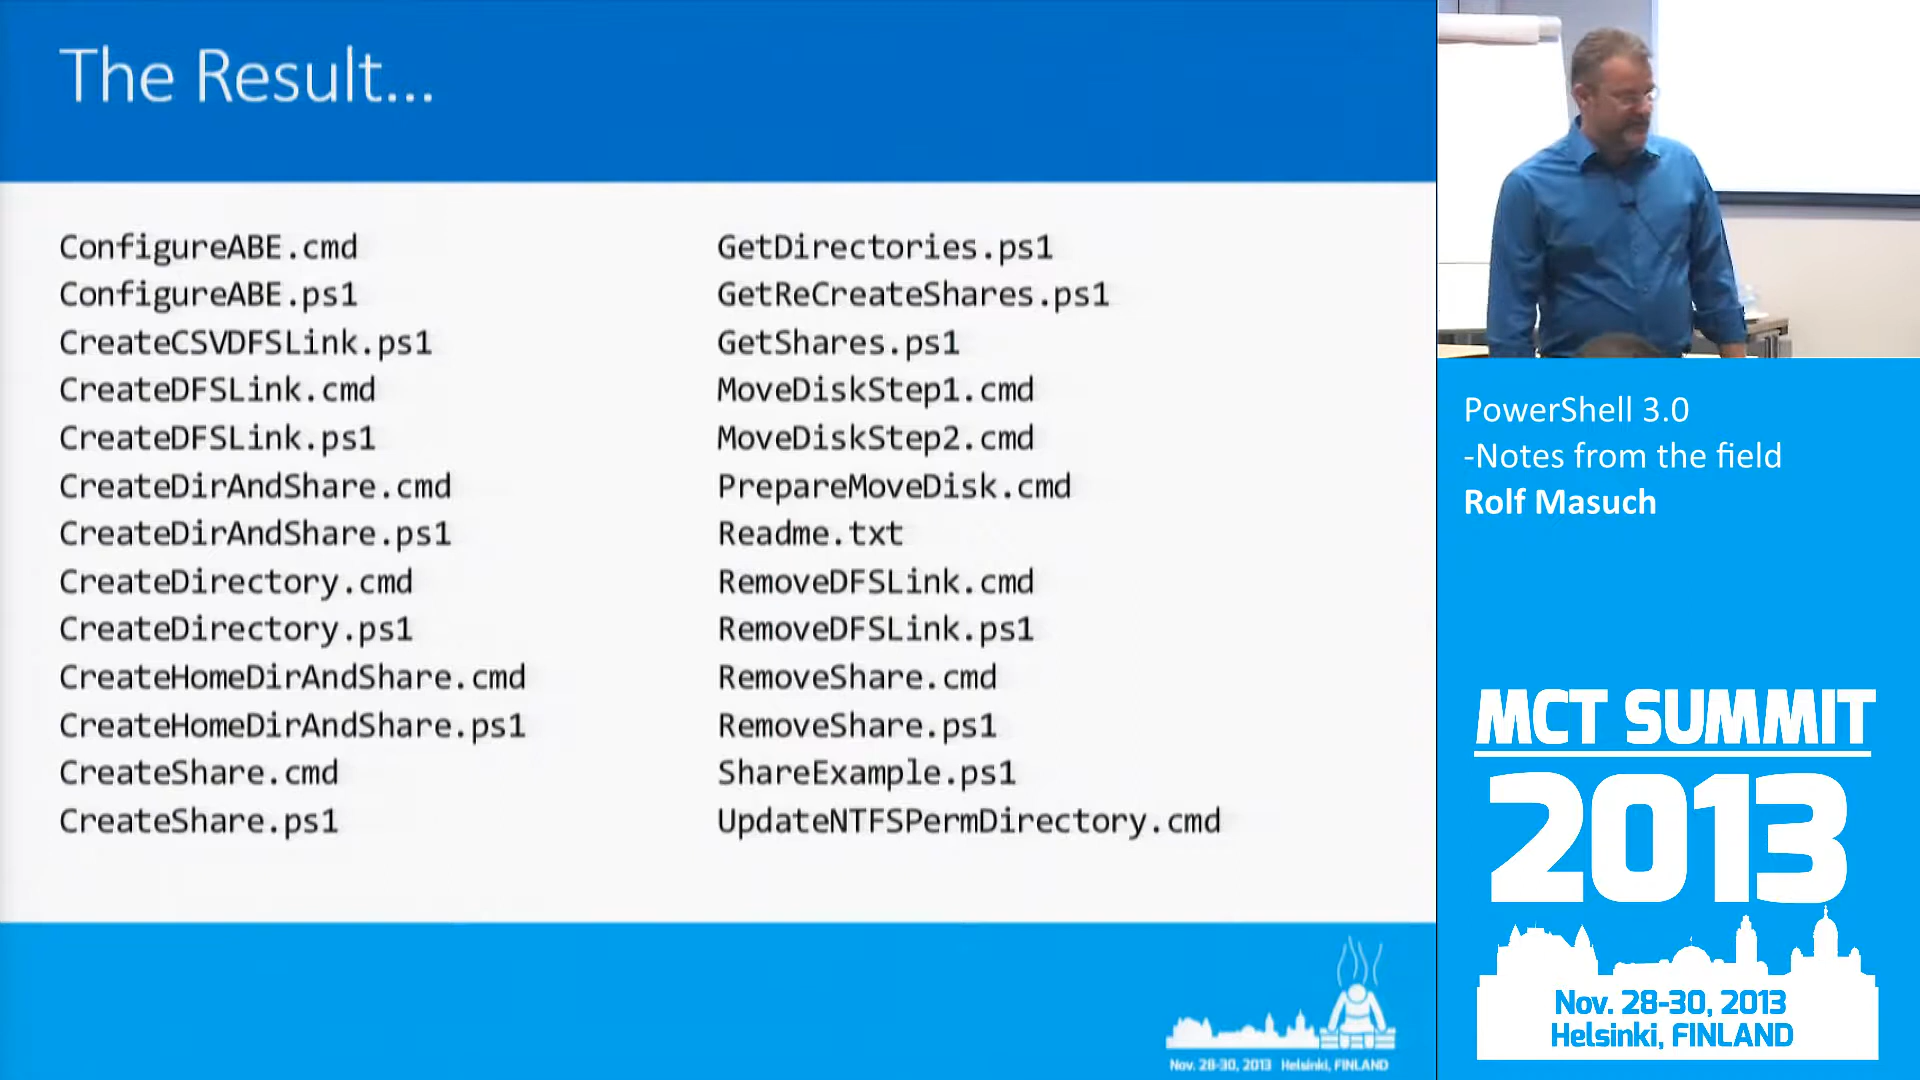 The Result...
ConfigureABE.cmd
ConfigureABE.ps1
CreateCSVDFSLink.ps1
CreateDFSLink.cmd
CreateDFSLink.ps1
CreateDirAndShare.cmd
CreateDirAndShare.ps1
CreateDirectory.cmd
CreateDirectory.ps1
CreateHomeDirAndShare.cmd
CreateHomeDirAndShare.ps1
CreateShare.cmd
CreateShare.ps1
GetDirectories.ps1
GetReCreateShares.ps1
GetShares.ps1
MoveDiskStep1.cmd
MoveDiskStep2.cmd
PrepareMoveDisk.cmd
Readme.txt
RemoveDFSLink.cmd
RemoveDFSLink.ps1
RemoveShare.cmd
RemoveShare.ps1
ShareExample.ps1
UpdateNTFSPermDirectory.cmd
Nov. 28-30, 2013 Helsinki, FINLAND
PowerShell 3.0
-Notes from the field
Rolf Masuch
MCT SUMMIT
2013
Nov. 28-30, 2013
Helsinki, FINLAND